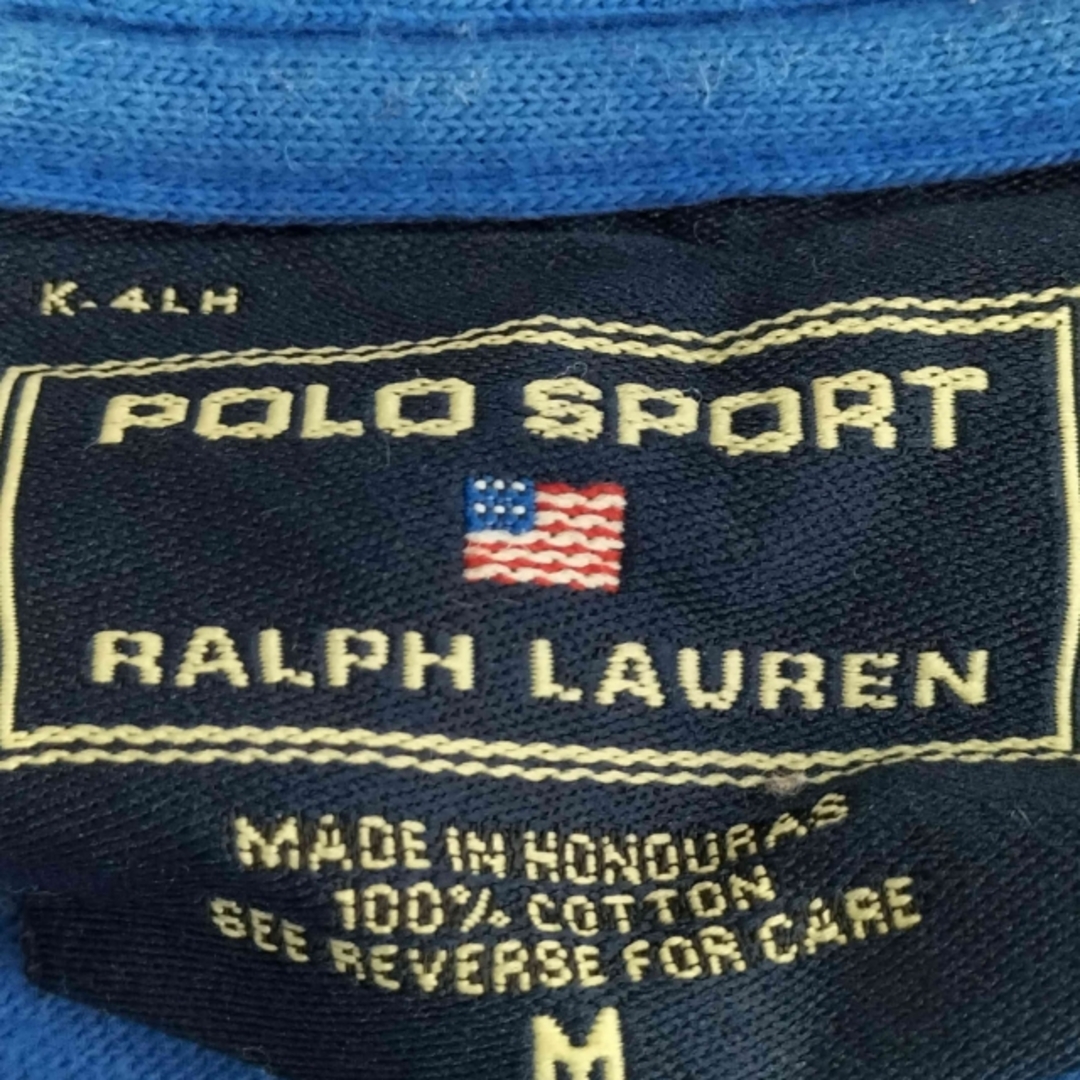 K-4LH
POLO SPORT
RALPH LAUREN
MADE IN HONDURAS
100% COTTON
SEE REVERSE FOR CARE
M